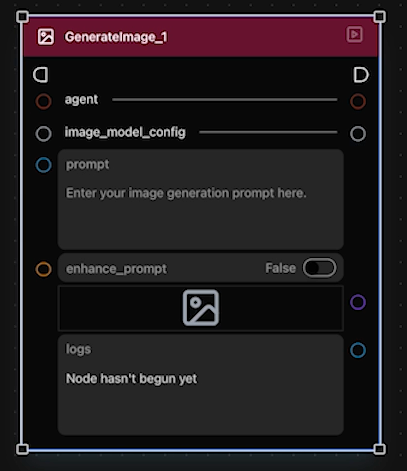 GenerateImage_1
agent
image_model_config
prompt
Enter your image generation prompt here.
enhance_prompt False
logs
Node hasn't begun yet